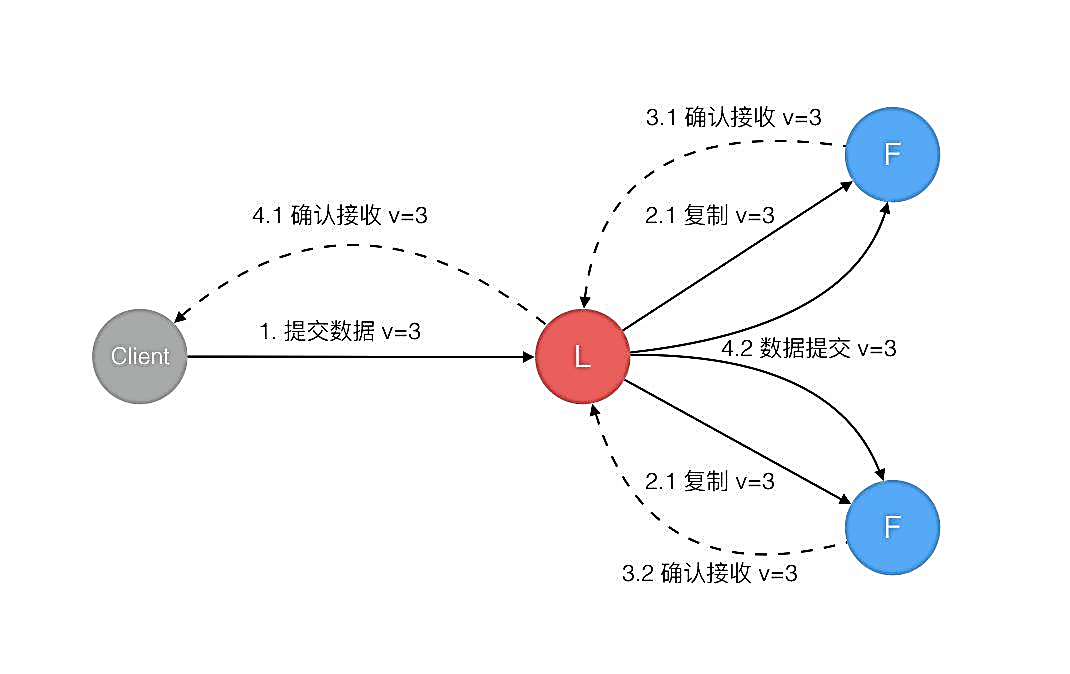 3.1 确认接收 v=3
F
4.1 确认接收 v=3
2.1 复制 v=3
1. 提交数据 v=3
Client
L
4.2 数据提交 v=3
2.1 复制 v=3
F
3.2 确认接收 v=3